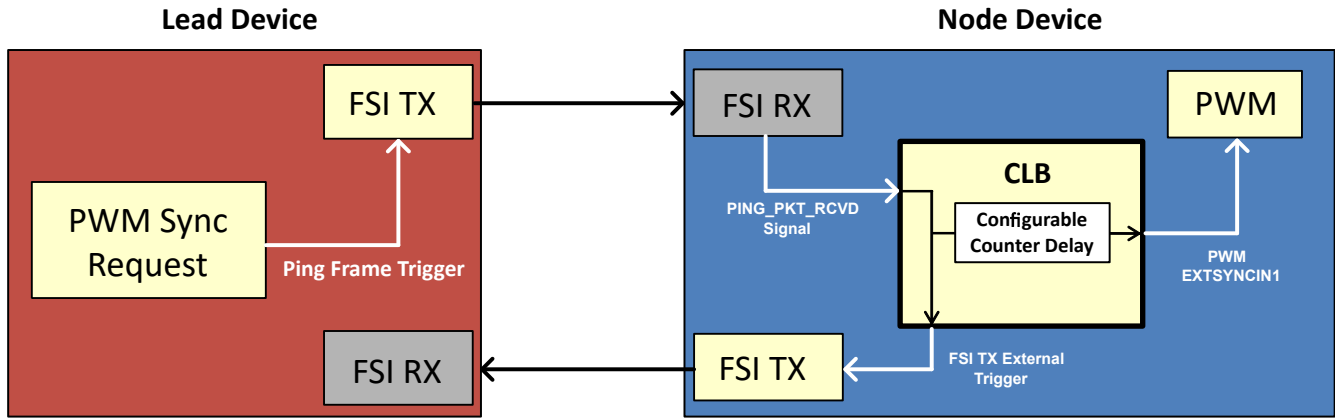 Lead Device
Node Device
FSI TX
FSI RX
PWM
PWM Sync
Request
Ping Frame Trigger
PING_PKT_RCVD
Signal
CLB
Configurable
Counter Delay
PWM
EXTSYNCIN1
FSI RX
FSI TX
FSI TX External
Trigger